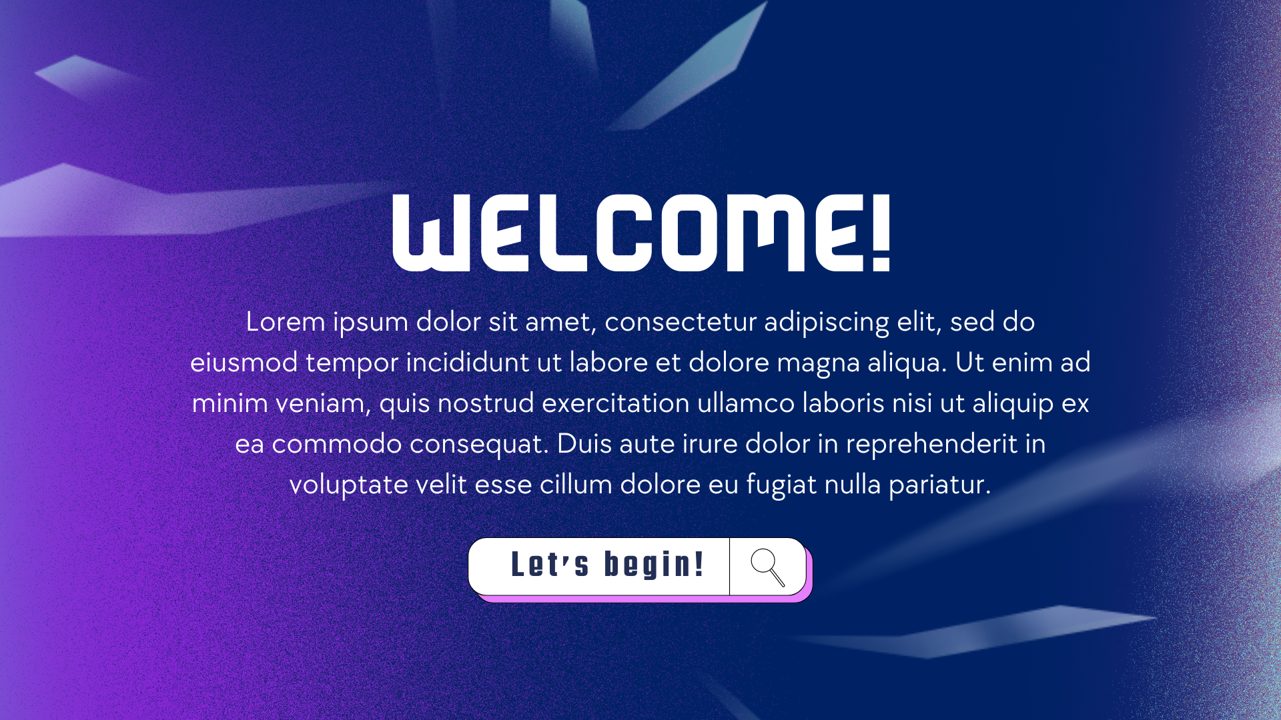 WELCOME!
Lorem ipsum dolor sit amet, consectetur adipiscing elit, sed do
eiusmod tempor incididunt ut labore et dolore magna aliqua. Ut enim ad
minim veniam, quis nostrud exercitation ullamco laboris nisi ut aliquip ex
ea commodo consequat. Duis aute irure dolor in reprehenderit in
voluptate velit esse cillum dolore eu fugiat nulla pariatur.
Let's begin!